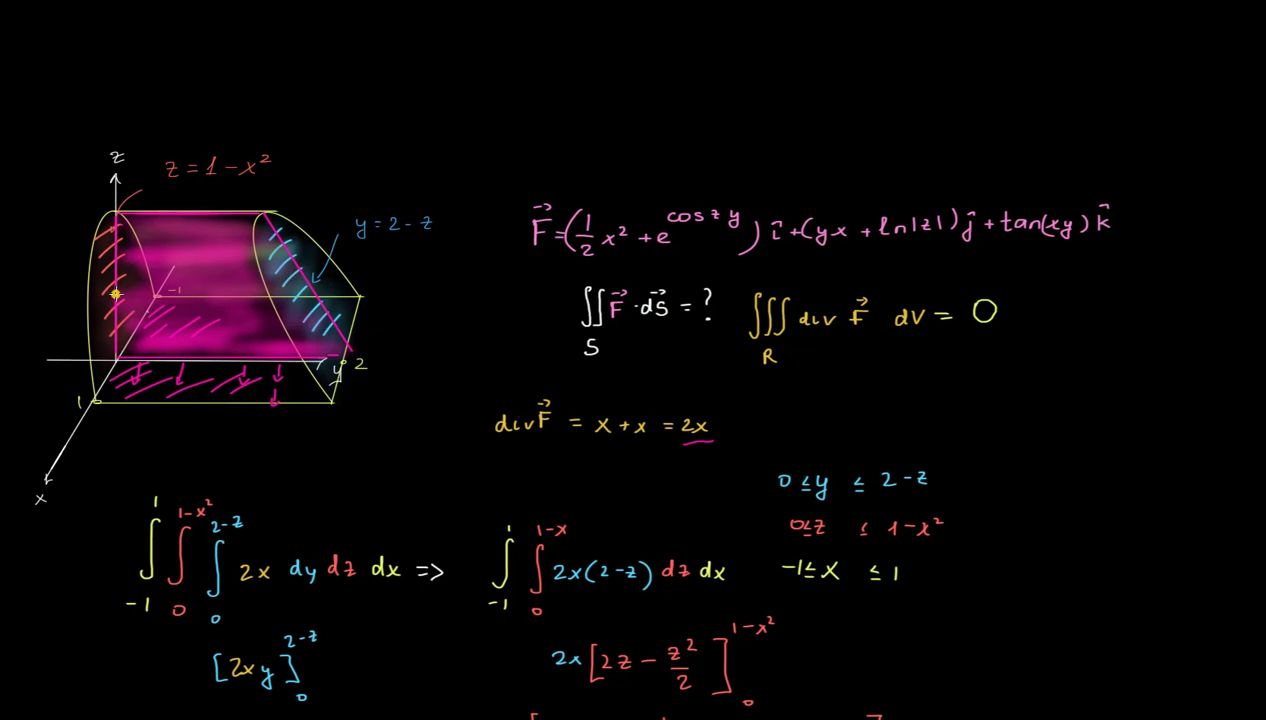 z
z = 1 - x²
y = 2 - z
-1
y
2
1
x
F⃗ = (1/2 x² + e^(cos z y)) î + (yx + ln|z|) ĵ + tan(xy) k̂
∬_S F⃗ · dS⃗ = ?
∭_R div F⃗ dV = 0
div F⃗ = x + x = 2x
0 ≤ y ≤ 2 - z
0 ≤ z ≤ 1 - x²
-1 ≤ x ≤ 1
∫_{-1}^{1} ∫_{0}^{1-x²} ∫_{0}^{2-z} 2x dy dz dx =>
∫_{-1}^{1} ∫_{0}^{1-x} 2x(2-z) dz dx
[2xy]_{0}^{2-z}
2x [2z - z²/2]_{0}^{1-x²}